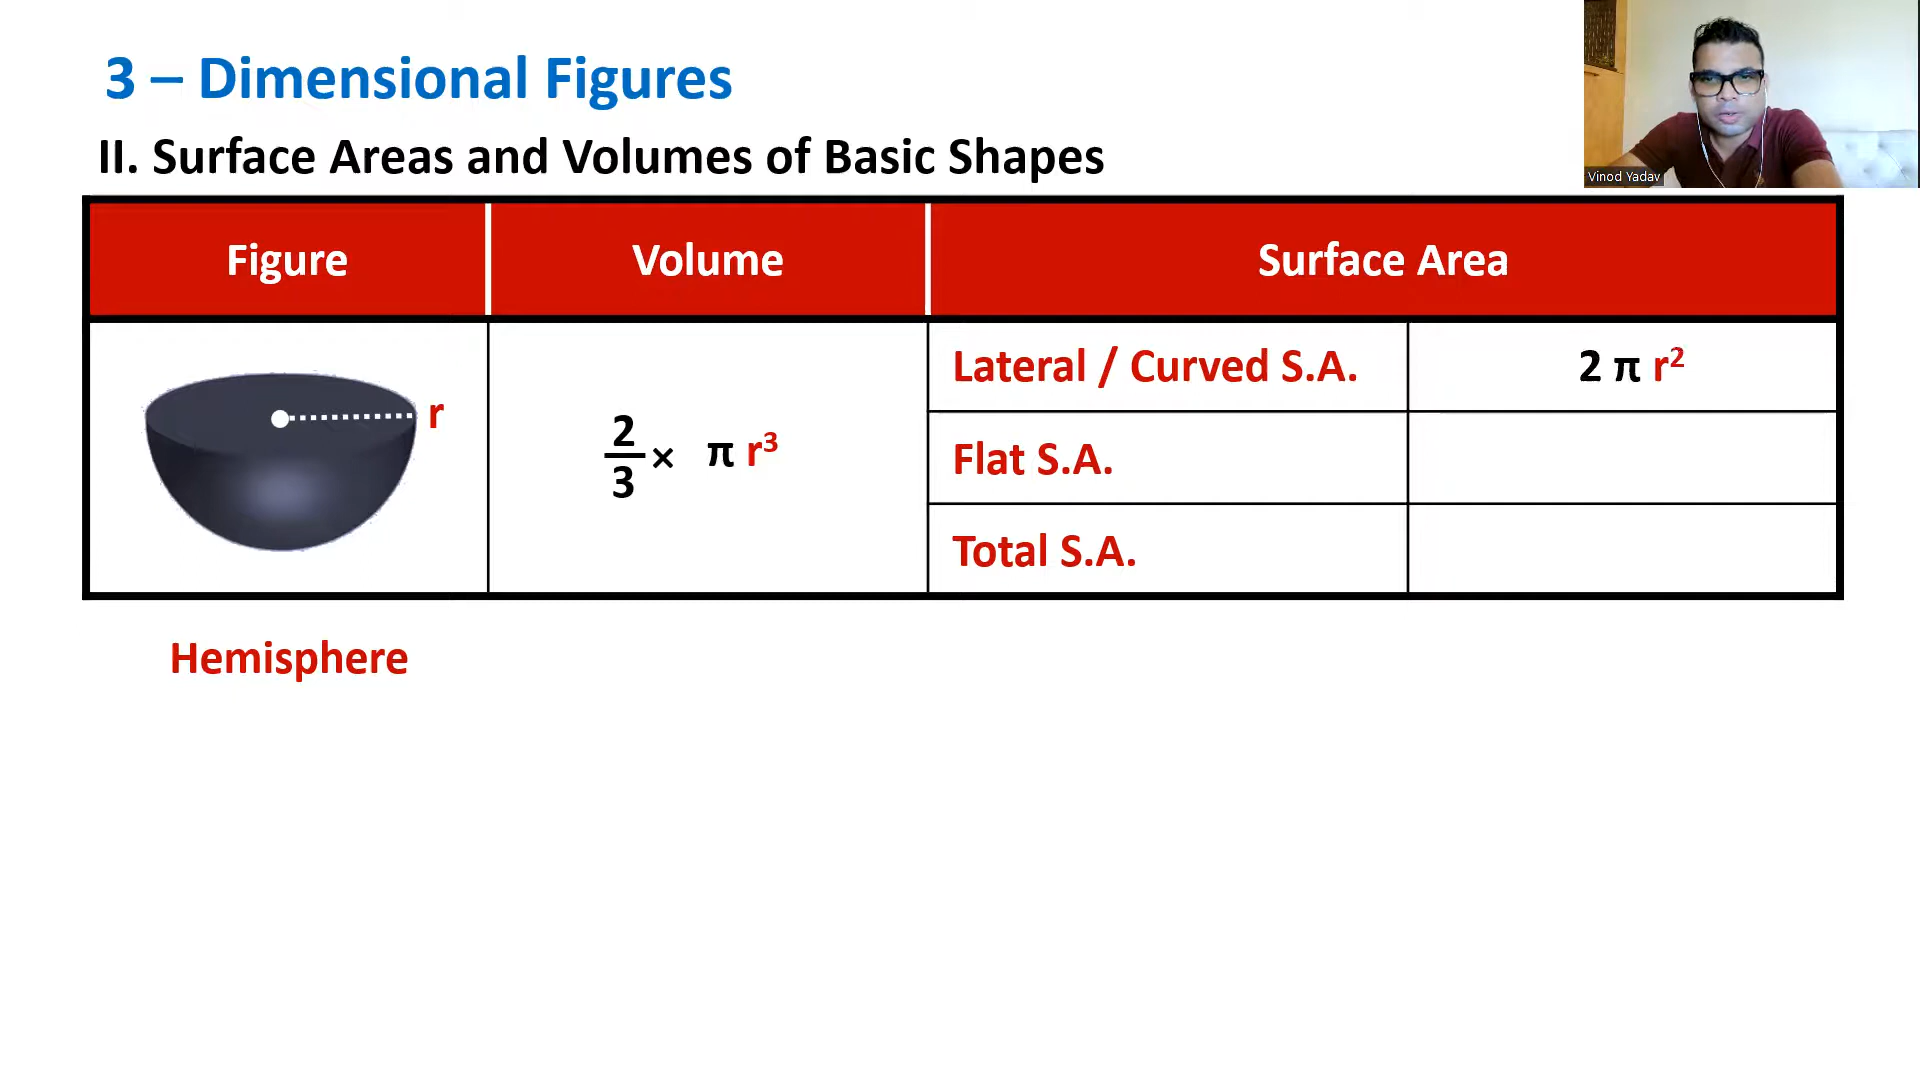 3 – Dimensional Figures
II. Surface Areas and Volumes of Basic Shapes
Vinod Yadav
Figure Volume Surface Area
r
2/3 × π r³
Lateral / Curved S.A. 2 π r²
Flat S.A.
Total S.A.
Hemisphere